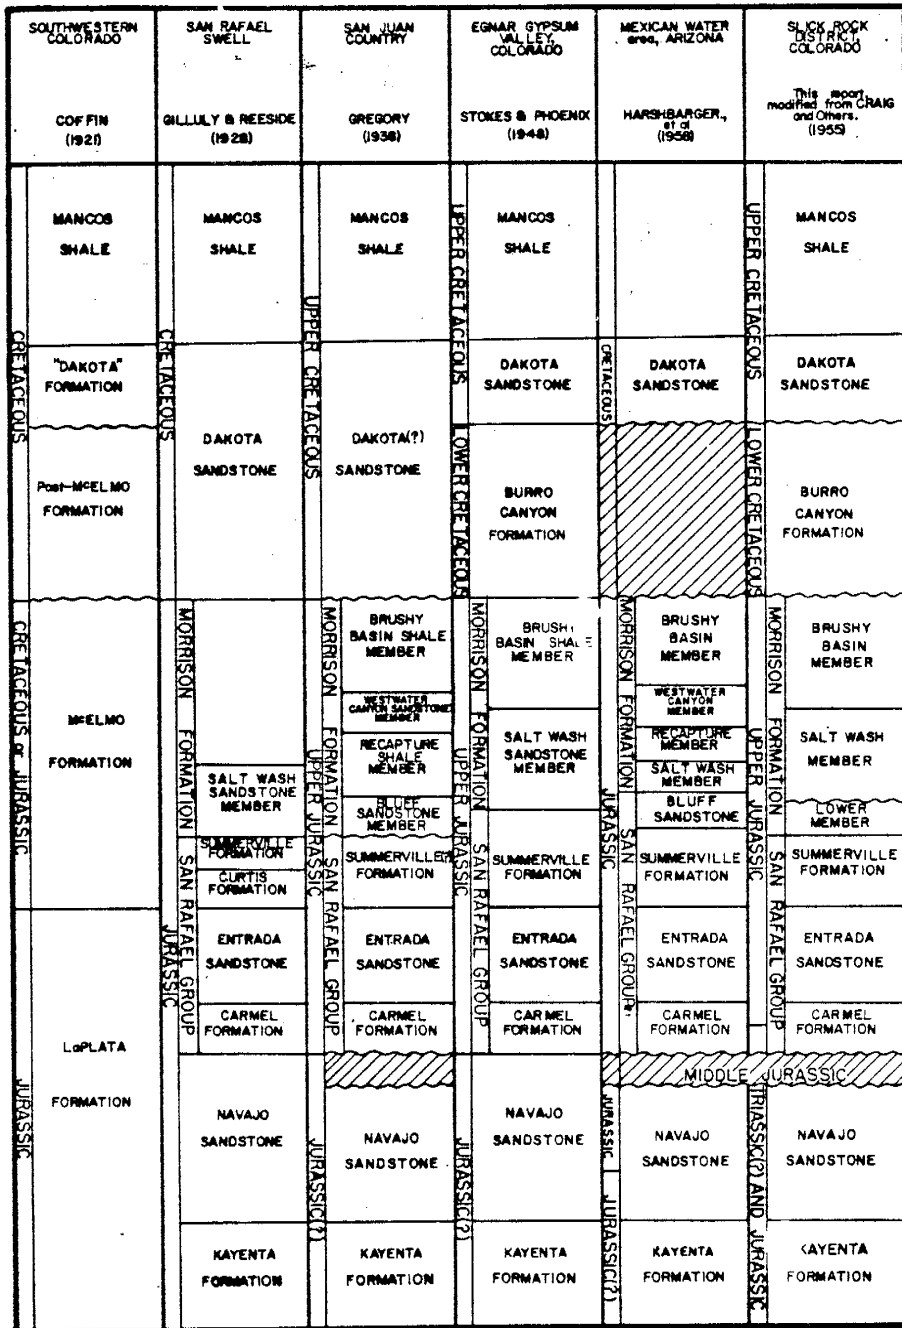 SOUTHWESTERN
COLORADO
COFFIN
(1921)
CRETACEOUS
CRETACEOUS or JURASSIC
JURASSIC
MANCOS
SHALE
"DAKOTA"
FORMATION
Post-McELMO
FORMATION
McELMO
FORMATION
LaPLATA
FORMATION
SAN RAFAEL
SWELL
GILLULY & REESIDE
(1928)
CRETACEOUS
JURASSIC
MANCOS
SHALE
DAKOTA
SANDSTONE
MORRISON FORMATION
SALT WASH
SANDSTONE
MEMBER
SAN RAFAEL GROUP
SUMMERVILLE
FORMATION
CURTIS
FORMATION
ENTRADA
SANDSTONE
CARMEL
FORMATION
NAVAJO
SANDSTONE
KAYENTA
FORMATION
SAN JUAN
COUNTRY
GREGORY
(1938)
UPPER CRETACEOUS
UPPER JURASSIC
JURASSIC(?)
MANCOS
SHALE
DAKOTA(?)
SANDSTONE
MORRISON FORMATION
BRUSHY
BASIN SHALE
MEMBER
WESTWATER
CANYON SANDSTONE
MEMBER
RECAPTURE
SHALE
MEMBER
BLUFF
SANDSTONE
MEMBER
SAN RAFAEL GROUP
SUMMERVILLE(?)
FORMATION
ENTRADA
SANDSTONE
CARMEL
FORMATION
NAVAJO
SANDSTONE
KAYENTA
FORMATION
EGNAR GYPSUM
VALLEY,
COLORADO
STOKES & PHOENIX
(1948)
UPPER CRETACEOUS
LOWER CRETACEOUS
UPPER JURASSIC
JURASSIC(?)
MANCOS
SHALE
DAKOTA
SANDSTONE
BURRO
CANYON
FORMATION
MORRISON FORMATION
BRUSHY
BASIN SHALE
MEMBER
SALT WASH
SANDSTONE
MEMBER
SAN RAFAEL GROUP
SUMMERVILLE
FORMATION
ENTRADA
SANDSTONE
CARMEL
FORMATION
NAVAJO
SANDSTONE
KAYENTA
FORMATION
MEXICAN WATER
area, ARIZONA
HARSHBARGER,
et al
(1958)
CRETACEOUS
JURASSIC
JURASSIC
JURASSIC(?)
DAKOTA
SANDSTONE
MORRISON FORMATION
BRUSHY
BASIN
MEMBER
WESTWATER
CANYON
MEMBER
RECAPTURE
MEMBER
SALT WASH
MEMBER
BLUFF
SANDSTONE
SAN RAFAEL GROUP
SUMMERVILLE
FORMATION
ENTRADA
SANDSTONE
CARMEL
FORMATION
MIDDLE JURASSIC
NAVAJO
SANDSTONE
KAYENTA
FORMATION
SLICK ROCK
DISTRICT,
COLORADO
This report,
modified from CRAIG
and Others.
(1955)
UPPER CRETACEOUS
LOWER CRETACEOUS
UPPER JURASSIC
TRIASSIC(?) AND JURASSIC
MANCOS
SHALE
DAKOTA
SANDSTONE
BURRO
CANYON
FORMATION
MORRISON FORMATION
BRUSHY
BASIN
MEMBER
SALT WASH
MEMBER
LOWER
MEMBER
SAN RAFAEL GROUP
SUMMERVILLE
FORMATION
ENTRADA
SANDSTONE
CARMEL
FORMATION
NAVAJO
SANDSTONE
KAYENTA
FORMATION